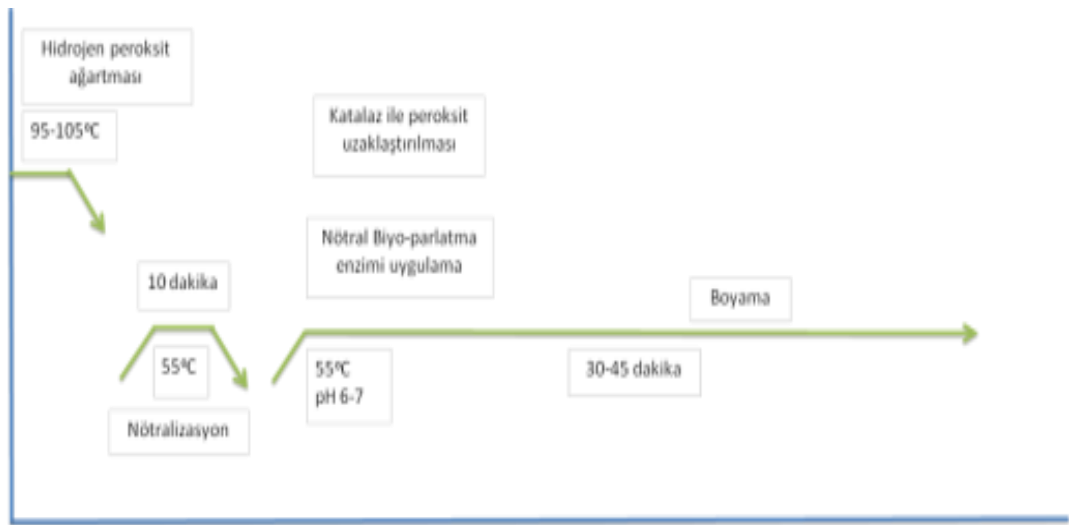 Hidrojen peroksit
ağartması
95-105ºC
Katalaz ile peroksit
uzaklaştırılması
Nötral Biyo-parlatma
enzimi uygulama
10 dakika
Boyama
55ºC
55ºC
pH 6-7
30-45 dakika
Nötralizasyon